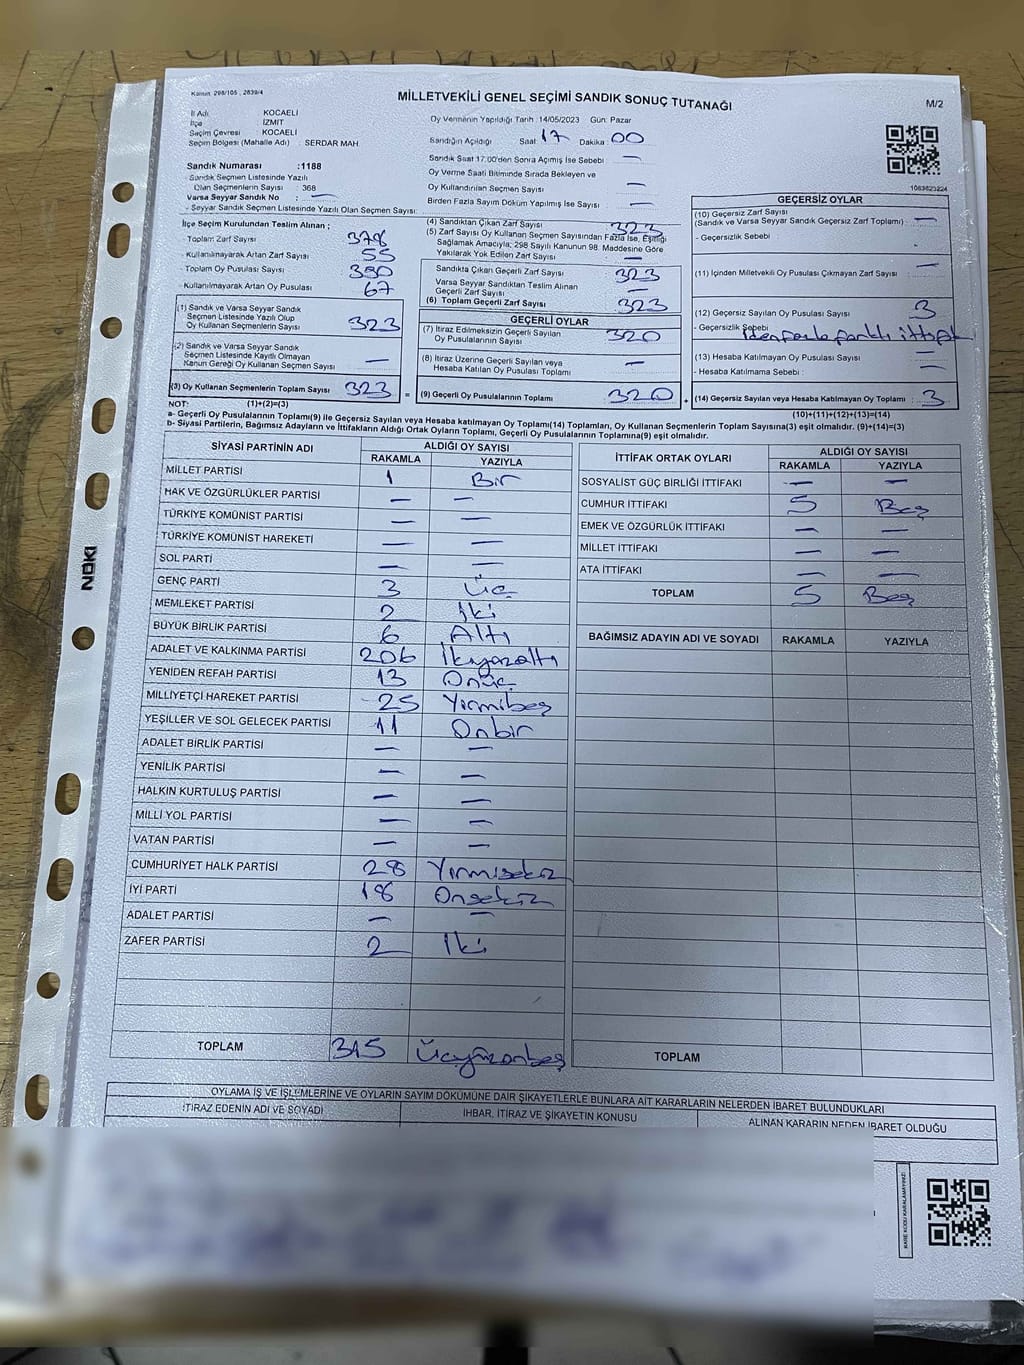 Kanun 298/105 , 2839/4
MİLLETVEKİLİ GENEL SEÇİMİ SANDIK SONUÇ TUTANAĞI
M/2
İl Adı KOCAELİ
İlçe İZMİT
Seçim Çevresi : KOCAELİ
Seçim Bölgesi (Mahalle Adı) : SERDAR MAH
Oy Vermenin Yapıldığı Tarih :14/05/2023 Gün: Pazar
Sandığın Açıldığı Saat 17 Dakika 00
Sandık Saat 17:00'den Sonra Açılmış İse Sebebi : —
Oy Verme Saati Bitiminde Sırada Bekleyen ve
Oy Kullandırılan Seçmen Sayısı : —
Birden Fazla Sayım Döküm Yapılmış İse Sayısı : —
1083623224
Sandık Numarası :1188
Sandık Seçmen Listesinde Yazılı
Olan Seçmenlerin Sayısı : 368
Varsa Seyyar Sandık No : —
- Seyyar Sandık Seçmen Listesinde Yazılı Olan Seçmen Sayısı:
İlçe Seçim Kurulundan Teslim Alınan ;
- Toplam Zarf Sayısı 378
- Kullanılmayarak Artan Zarf Sayısı : 55
Toplam Oy Pusulası Sayısı : 390
- Kullanılmayarak Artan Oy Pusulası : 67
(4) Sandıktan Çıkan Zarf Sayısı : 323
(5) Zarf Sayısı Oy Kullanan Seçmen Sayısından Fazla İse, Eşitliği
Sağlamak Amacıyla; 298 Sayılı Kanunun 98. Maddesine Göre
Yakılarak Yok Edilen Zarf Sayısı : —
Sandıkta Çıkan Geçerli Zarf Sayısı : 323
Varsa Seyyar Sandıktan Teslim Alınan
Geçerli Zarf Sayısı : —
(6) Toplam Geçerli Zarf Sayısı : 323
GEÇERSİZ OYLAR
(10) Geçersiz Zarf Sayısı
(Sandık ve Varsa Seyyar Sandık Geçersiz Zarf Toplamı) : —
- Geçersizlik Sebebi :
—
(11) İçinden Milletvekili Oy Pusulası Çıkmayan Zarf Sayısı : —
(12) Geçersiz Sayılan Oy Pusulası Sayısı : 3
- Geçersizlik Sebebi
farklı ittifak
(13) Hesaba Katılmayan Oy Pusulası Sayısı : —
- Hesaba Katılmama Sebebi : —
(14) Geçersiz Sayılan veya Hesaba Katılmayan Oy Toplamı : 3
(1) Sandık ve Varsa Seyyar Sandık
Seçmen Listesinde Yazılı Olup
Oy Kullanan Seçmenlerin Sayısı : 323
(2) Sandık ve Varsa Seyyar Sandık
Seçmen Listesinde Kayıtlı Olmayan
Kanun Gereği Oy Kullanan Seçmen Sayısı : —
(3) Oy Kullanan Seçmenlerin Toplam Sayısı : 323 =
GEÇERLİ OYLAR
(7) İtiraz Edilmeksizin Geçerli Sayılan
Oy Pusulalarının Sayısı : 320
(8) İtiraz Üzerine Geçerli Sayılan veya
Hesaba Katılan Oy Pusulası Toplamı : —
(9) Geçerli Oy Pusulalarının Toplamı : 320 +
NOT: (1)+(2)=(3) (10)+(11)+(12)+(13)=(14)
a- Geçerli Oy Pusulalarının Toplamı(9) ile Geçersiz Sayılan veya Hesaba katılmayan Oy Toplamı(14) Toplamları, Oy Kullanan Seçmenlerin Toplam Sayısına(3) eşit olmalıdır. (9)+(14)=(3)
b- Siyasi Partilerin, Bağımsız Adayların ve İttifakların Aldığı Ortak Oyların Toplamı, Geçerli Oy Pusulalarının Toplamına(9) eşit olmalıdır.
SİYASİ PARTİNİN ADI ALDIĞI OY SAYISI
RAKAMLA YAZIYLA
MİLLET PARTİSİ 1 Bir
HAK VE ÖZGÜRLÜKLER PARTİSİ — —
TÜRKİYE KOMÜNİST PARTİSİ — —
TÜRKİYE KOMÜNİST HAREKETİ — —
SOL PARTİ — —
GENÇ PARTİ 3 Üç
MEMLEKET PARTİSİ 2 İki
BÜYÜK BİRLİK PARTİSİ 6 Altı
ADALET VE KALKINMA PARTİSİ 206 İkiyüzaltı
YENİDEN REFAH PARTİSİ 13 Onüç
MİLLİYETÇİ HAREKET PARTİSİ 25 Yirmibeş
YEŞİLLER VE SOL GELECEK PARTİSİ 11 Onbir
ADALET BİRLİK PARTİSİ — —
YENİLİK PARTİSİ — —
HALKIN KURTULUŞ PARTİSİ — —
MİLLİ YOL PARTİSİ — —
VATAN PARTİSİ — —
CUMHURİYET HALK PARTİSİ 28 Yirmisekiz
İYİ PARTİ 18 Onsekiz
ADALET PARTİSİ — —
ZAFER PARTİSİ 2 İki
TOPLAM 315 Üçyüzonbeş
İTTİFAK ORTAK OYLARI ALDIĞI OY SAYISI
RAKAMLA YAZIYLA
SOSYALİST GÜÇ BİRLİĞİ İTTİFAKI — —
CUMHUR İTTİFAKI 5 Beş
EMEK VE ÖZGÜRLÜK İTTİFAKI — —
MİLLET İTTİFAKI — —
ATA İTTİFAKI — —
TOPLAM 5 Beş
BAĞIMSIZ ADAYIN ADI VE SOYADI RAKAMLA YAZIYLA
TOPLAM
OYLAMA İŞ VE İŞLEMLERİNE VE OYLARIN SAYIM DÖKÜMÜNE DAİR ŞİKAYETLERLE BUNLARA AİT KARARLARIN NELERDEN İBARET BULUNDUKLARI
İTİRAZ EDENİN ADI VE SOYADI İHBAR, İTİRAZ VE ŞİKAYETİN KONUSU ALINAN KARARIN NEDEN İBARET OLDUĞU
KARE KODU KARALAMAYINIZ!
NOKI